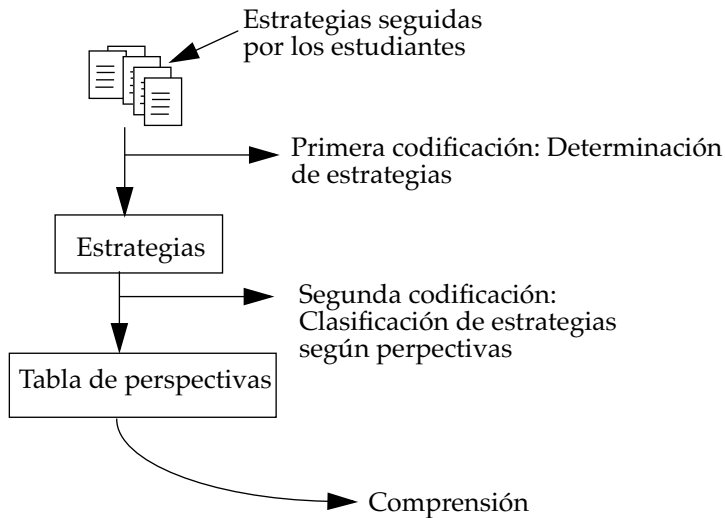 Estrategias seguidas
por los estudiantes
Primera codificación: Determinación
de estrategias
Estrategias
Segunda codificación:
Clasificación de estrategias
según perpectivas
Tabla de perspectivas
Comprensión